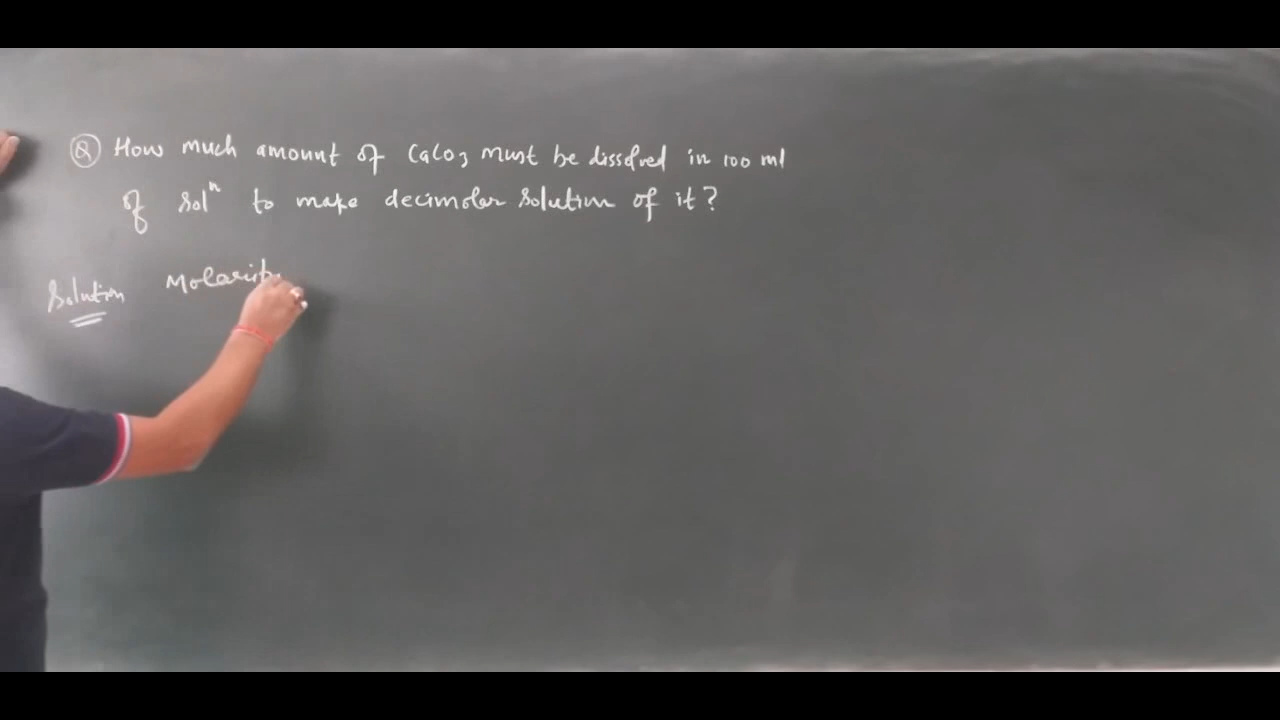 Q How much amount of CaCO3 must be dissolved in 100 ml
of solⁿ to make decimolar solution of it?
Solution Molarity